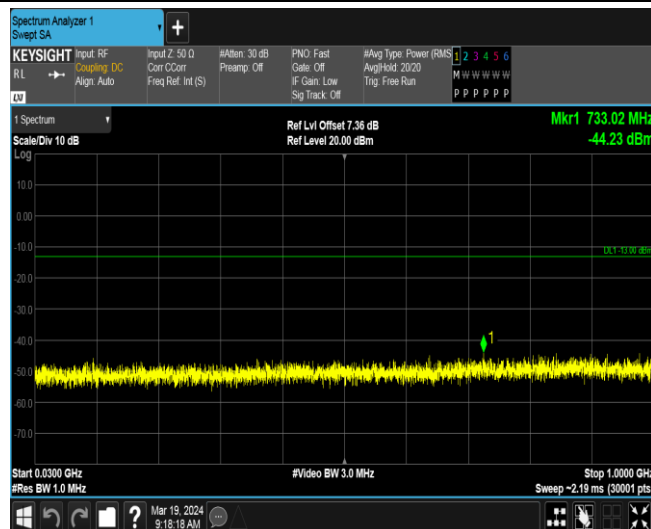 Spectrum Analyzer 1
Swept SA
+
KEYSIGHT
RL
LXI
Input: RF
Coupling: DC
Align: Auto
Input Z: 50 Ω
Corr CCorr
Freq Ref: Int (S)
#Atten: 30 dB
Preamp: Off
PNO: Fast
Gate: Off
IF Gain: Low
Sig Track: Off
#Avg Type: Power (RMS
Avg|Hold: 20/20
Trig: Free Run
1 2 3 4 5 6
M W W W W W
P P P P P P
1 Spectrum
Scale/Div 10 dB
Ref Lvl Offset 7.36 dB
Ref Level 20.00 dBm
Mkr1 733.02 MHz
-44.23 dBm
Log
10.0
0.00
-10.0
DL1 -13.00 dBm
-20.0
-30.0
-40.0
1
-50.0
-60.0
-70.0
Start 0.0300 GHz
#Res BW 1.0 MHz
#Video BW 3.0 MHz
Stop 1.0000 GHz
Sweep ~2.19 ms (30001 pts
?
Mar 19, 2024
9:18:18 AM